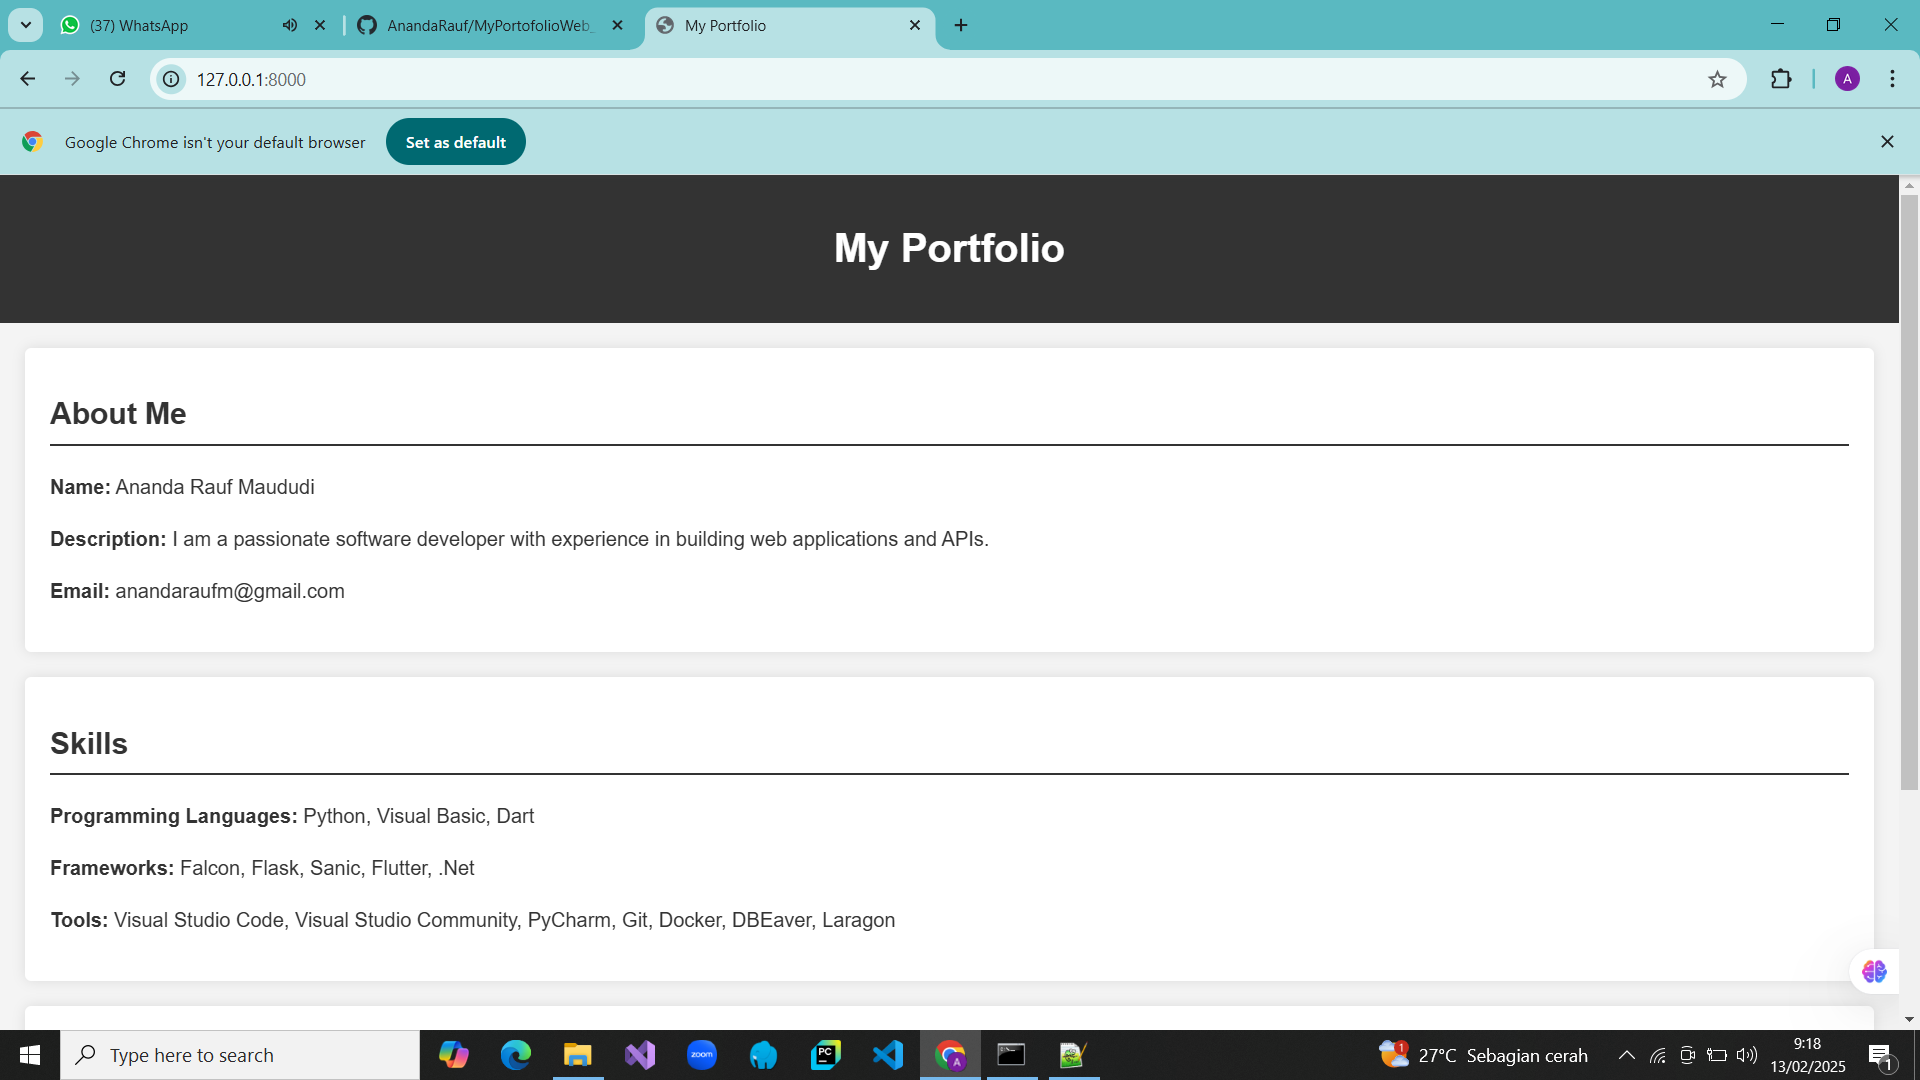 (37) WhatsApp
AnandaRauf/MyPortofolioWeb_
My Portfolio
127.0.0.1:8000
A
Google Chrome isn't your default browser
Set as default
My Portfolio
About Me
Name: Ananda Rauf Maududi
Description: I am a passionate software developer with experience in building web applications and APIs.
Email: anandaraufm@gmail.com
Skills
Programming Languages: Python, Visual Basic, Dart
Frameworks: Falcon, Flask, Sanic, Flutter, .Net
Tools: Visual Studio Code, Visual Studio Community, PyCharm, Git, Docker, DBEaver, Laragon
Type here to search
zoom
PC
A
1
27°C Sebagian cerah
9:18
13/02/2025
1